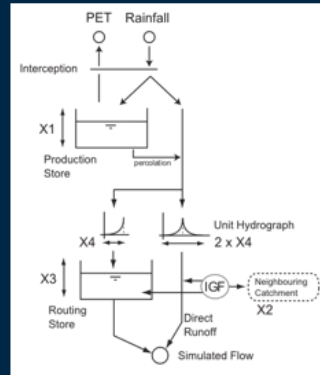 PET Rainfall
Interception
X1
Production
Store
percolation
X4
Unit Hydrograph
2 x X4
X3
IGF
Neighbouring
Catchment
X2
Routing
Store
Direct
Runoff
Simulated Flow